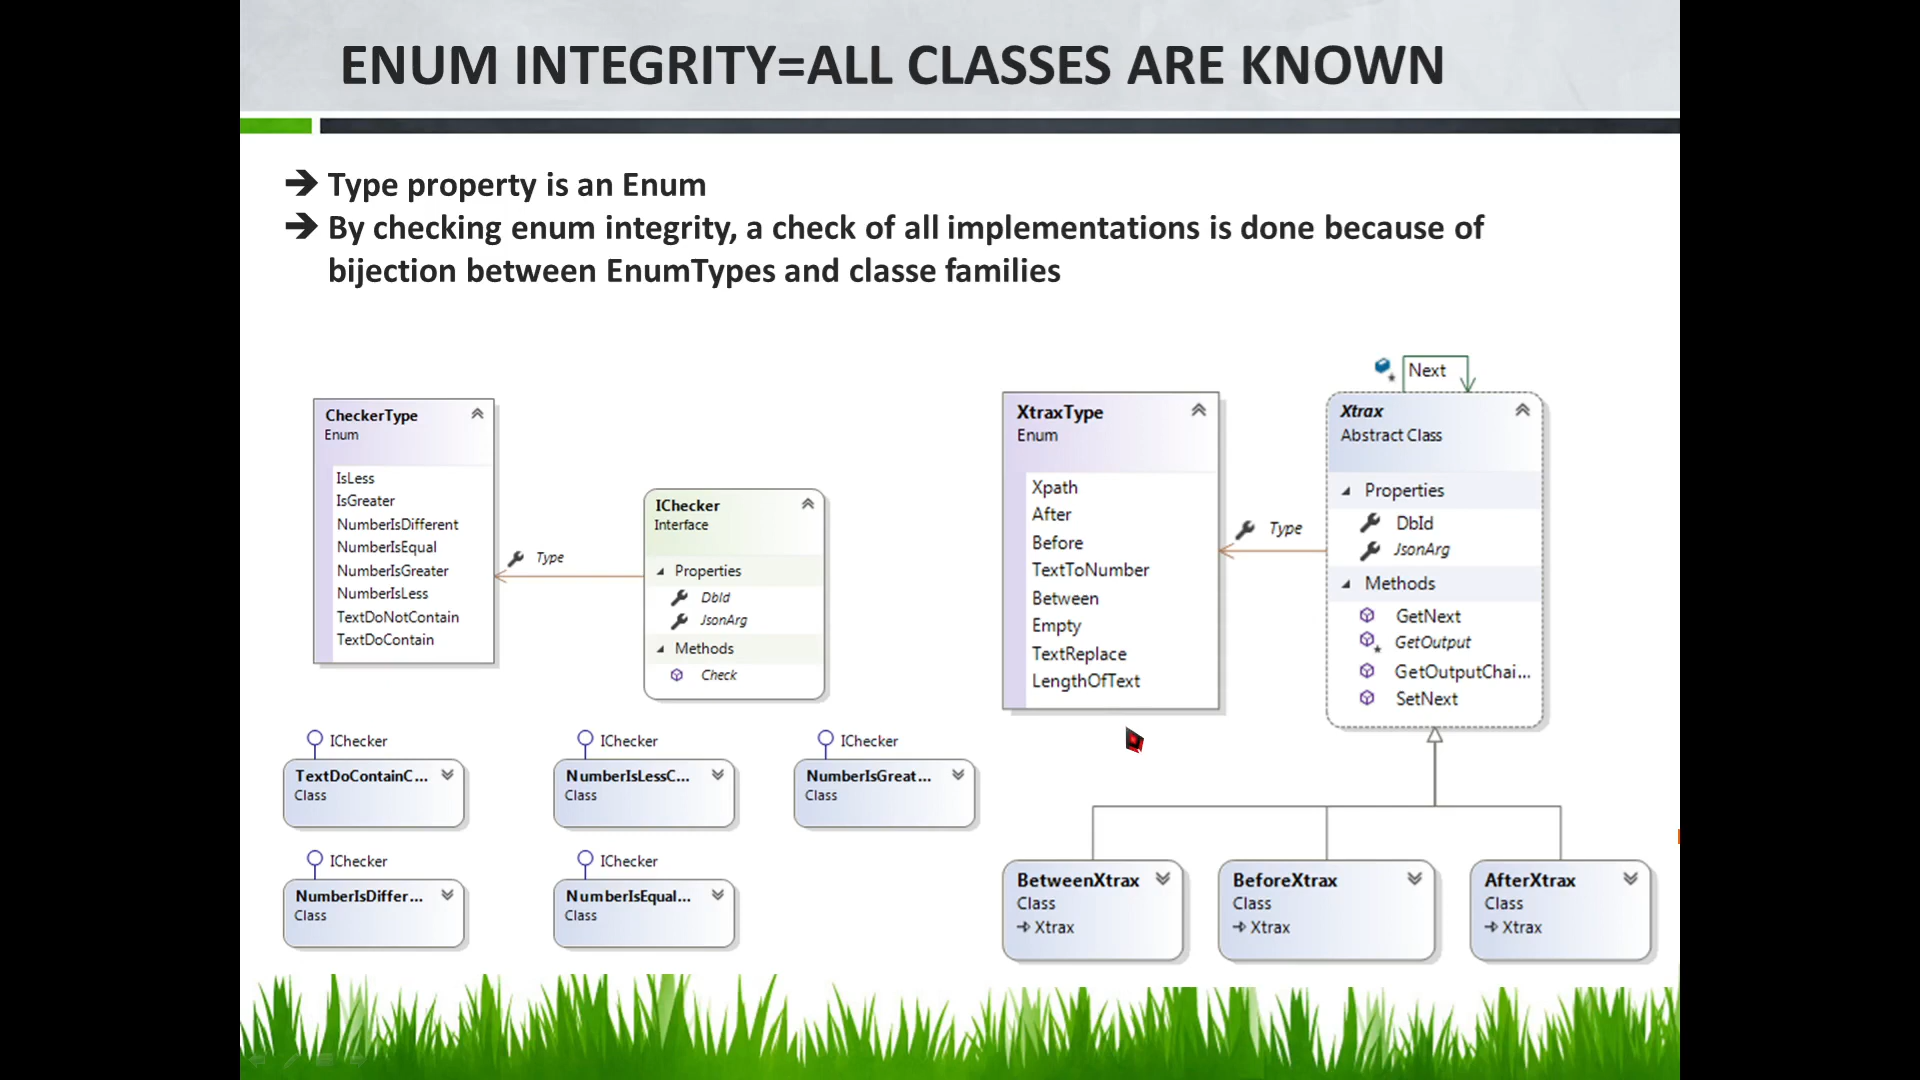 ENUM INTEGRITY=ALL CLASSES ARE KNOWN
Type property is an Enum
By checking enum integrity, a check of all implementations is done because of
bijection between EnumTypes and classe families
CheckerType
Enum
IsLess
IsGreater
NumberIsDifferent
NumberIsEqual
NumberIsGreater
NumberIsLess
TextDoNotContain
TextDoContain
Type
IChecker
Interface
Properties
DbId
JsonArg
Methods
Check
IChecker
TextDoContainC...
Class
IChecker
NumberIsLessC...
Class
IChecker
NumberIsGreat...
Class
IChecker
NumberIsDiffer...
Class
IChecker
NumberIsEqual...
Class
XtraxType
Enum
Xpath
After
Before
TextToNumber
Between
Empty
TextReplace
LengthOfText
Type
Next
Xtrax
Abstract Class
Properties
DbId
JsonArg
Methods
GetNext
GetOutput
GetOutputChai...
SetNext
BetweenXtrax
Class
Xtrax
BeforeXtrax
Class
Xtrax
AfterXtrax
Class
Xtrax